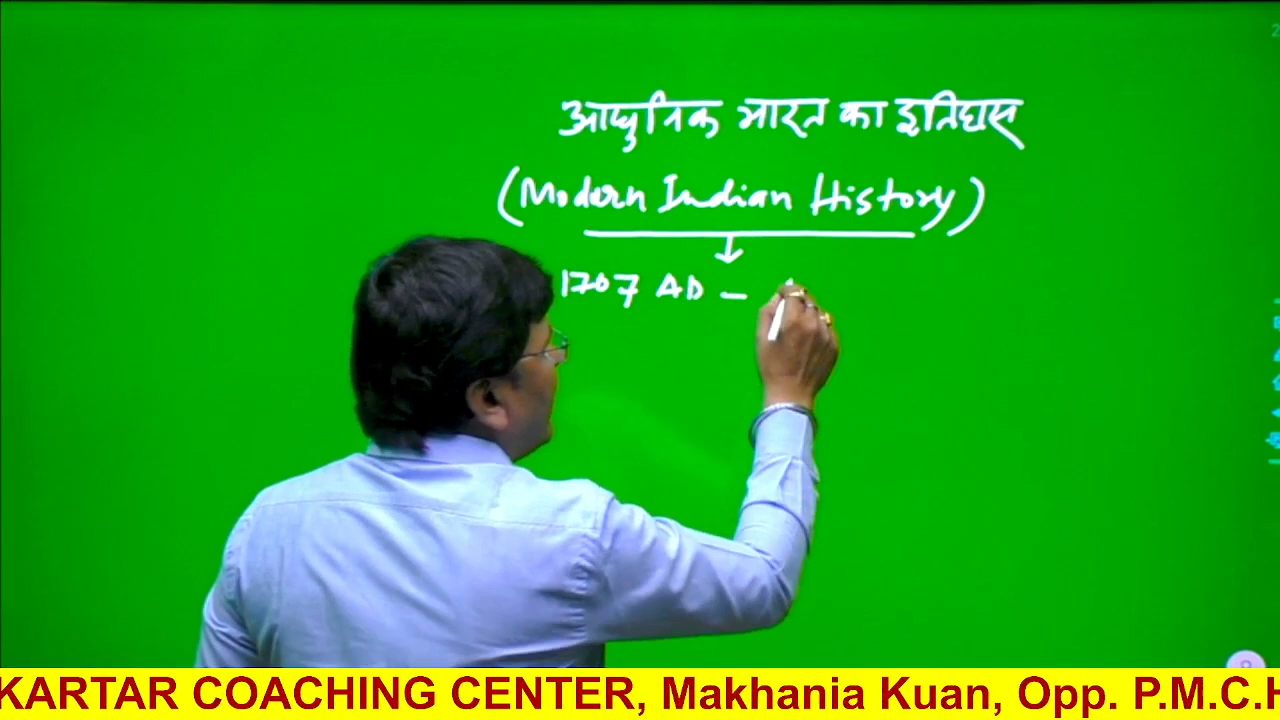 आधुनिक भारत का इतिहास
(Modern Indian History)
1707 AD –
KARTAR COACHING CENTER, Makhania Kuan, Opp. P.M.C.H